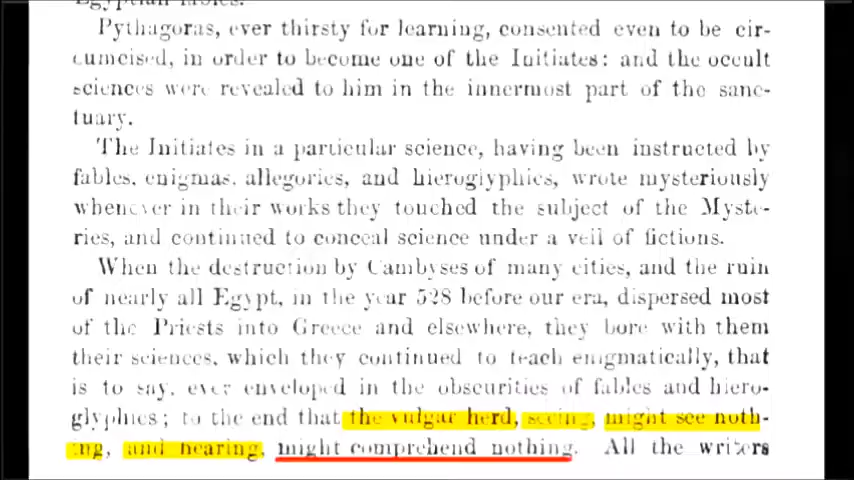 Egyptian fables.
Pythagoras, ever thirsty for learning, consented even to be cir-
cumcised, in order to become one of the Initiates: and the occult
sciences were revealed to him in the innermost part of the sanc-
tuary.
The Initiates in a particular science, having been instructed by
fables, enigmas, allegories, and hieroglyphics, wrote mysteriously
whenever in their works they touched the subject of the Myste-
ries, and continued to conceal science under a veil of fictions.
When the destruction by Cambyses of many cities, and the ruin
of nearly all Egypt, in the year 528 before our era, dispersed most
of the Priests into Greece and elsewhere, they bore with them
their sciences, which they continued to teach enigmatically, that
is to say, ever enveloped in the obscurities of fables and hiero-
glyphics; to the end that the vulgar herd, seeing, might see noth-
ing, and hearing, might comprehend nothing. All the writers